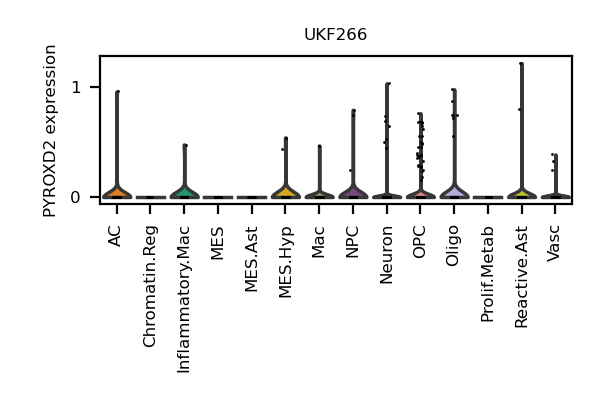 UKF266
PYROXD2 expression
1
0
AC
Chromatin.Reg
Inflammatory.Mac
MES
MES.Ast
MES.Hyp
Mac
NPC
Neuron
OPC
Oligo
Prolif.Metab
Reactive.Ast
Vasc